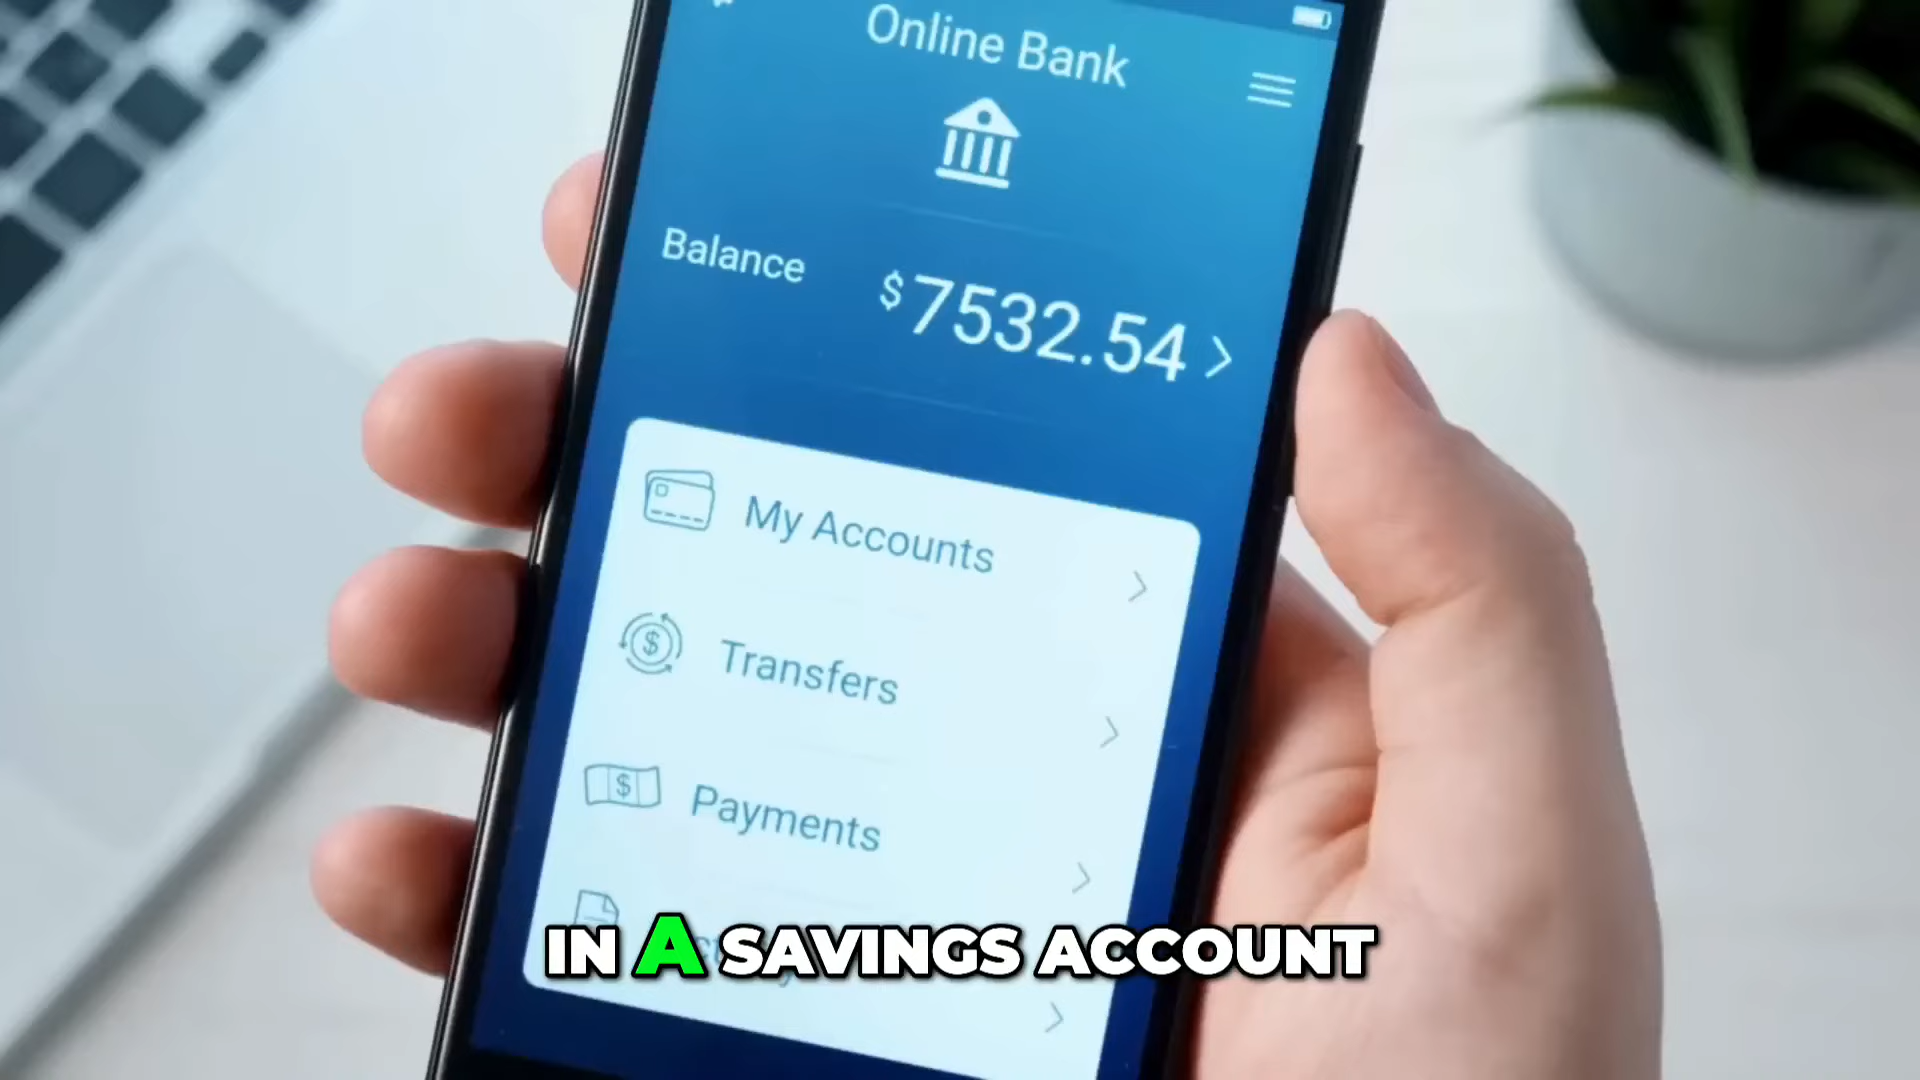 Online Bank
Balance
$7532.54
My Accounts
Transfers
Payments
IN A SAVINGS ACCOUNT